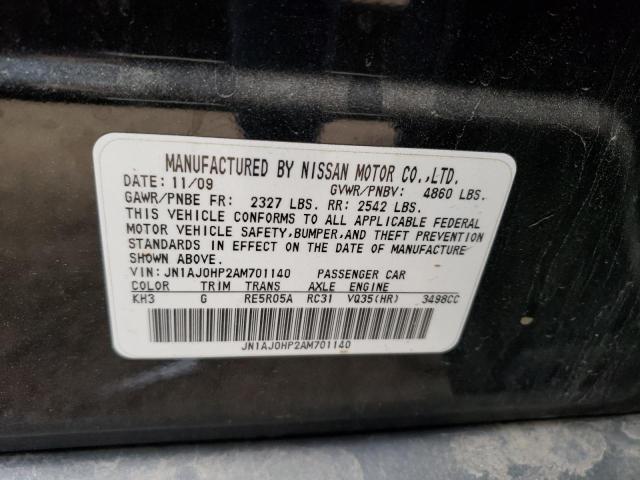 MANUFACTURED BY NISSAN MOTOR CO.,LTD.
DATE: 11/09 GVWR/PNBV: 4860 LBS.
GAWR/PNBE FR: 2327 LBS. RR: 2542 LBS.
THIS VEHICLE CONFORMS TO ALL APPLICABLE FEDERAL
MOTOR VEHICLE SAFETY,BUMPER,AND THEFT PREVENTION
STANDARDS IN EFFECT ON THE DATE OF MANUFACTURE
SHOWN ABOVE.
VIN: JN1AJ0HP2AM701140 PASSENGER CAR
COLOR TRIM TRANS AXLE ENGINE
KH3 G RE5R05A RC31 VQ35(HR) 3498CC
JN1AJ0HP2AM701140